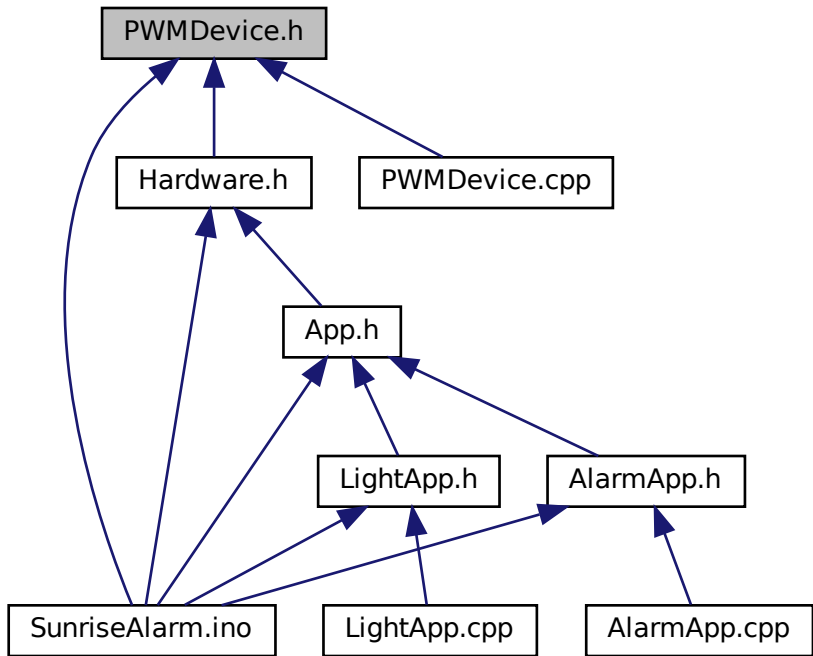 PWMDevice.h
Hardware.h
PWMDevice.cpp
App.h
LightApp.h
AlarmApp.h
SunriseAlarm.ino
LightApp.cpp
AlarmApp.cpp